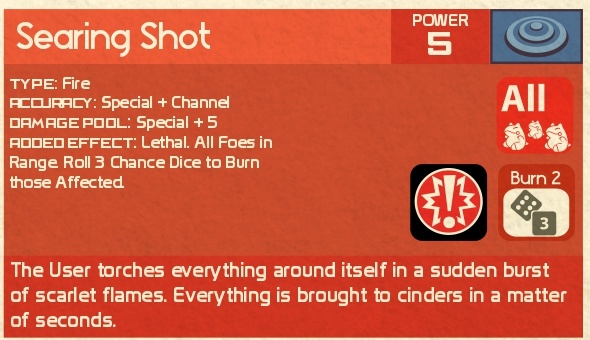 Searing Shot
POWER
5
TYPE: Fire
ACCURACY: Special + Channel
DAMAGE POOL: Special + 5
ADDED EFFECT: Lethal. All Foes in
Range. Roll 3 Chance Dice to Burn
those Affected.
All
Burn 2
3
The User torches everything around itself in a sudden burst
of scarlet flames. Everything is brought to cinders in a matter
of seconds.